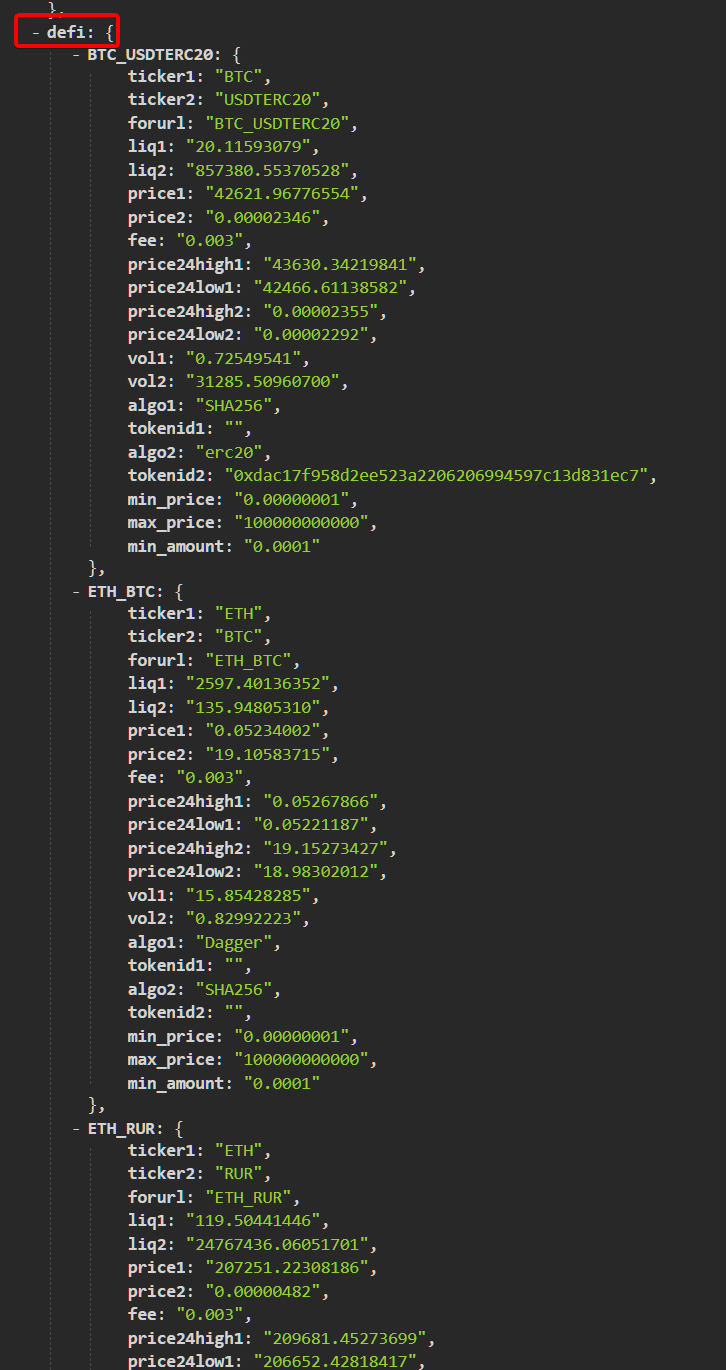 },
- defi: {
- BTC_USDTERC20: {
ticker1: "BTC",
ticker2: "USDTERC20",
forurl: "BTC_USDTERC20",
liq1: "20.11593079",
liq2: "857380.55370528",
price1: "42621.96776554",
price2: "0.00002346",
fee: "0.003",
price24high1: "43630.34219841",
price24low1: "42466.61138582",
price24high2: "0.00002355",
price24low2: "0.00002292",
vol1: "0.72549541",
vol2: "31285.50960700",
algo1: "SHA256",
tokenid1: "",
algo2: "erc20",
tokenid2: "0xdac17f958d2ee523a2206206994597c13d831ec7",
min_price: "0.00000001",
max_price: "100000000000",
min_amount: "0.0001"
},
- ETH_BTC: {
ticker1: "ETH",
ticker2: "BTC",
forurl: "ETH_BTC",
liq1: "2597.40136352",
liq2: "135.94805310",
price1: "0.05234002",
price2: "19.10583715",
fee: "0.003",
price24high1: "0.05267866",
price24low1: "0.05221187",
price24high2: "19.15273427",
price24low2: "18.98302012",
vol1: "15.85428285",
vol2: "0.82992223",
algo1: "Dagger",
tokenid1: "",
algo2: "SHA256",
tokenid2: "",
min_price: "0.00000001",
max_price: "100000000000",
min_amount: "0.0001"
},
- ETH_RUR: {
ticker1: "ETH",
ticker2: "RUR",
forurl: "ETH_RUR",
liq1: "119.50441446",
liq2: "24767436.06051701",
price1: "207251.22308186",
price2: "0.00000482",
fee: "0.003",
price24high1: "209681.45273699",
price24low1: "206652.42818417",